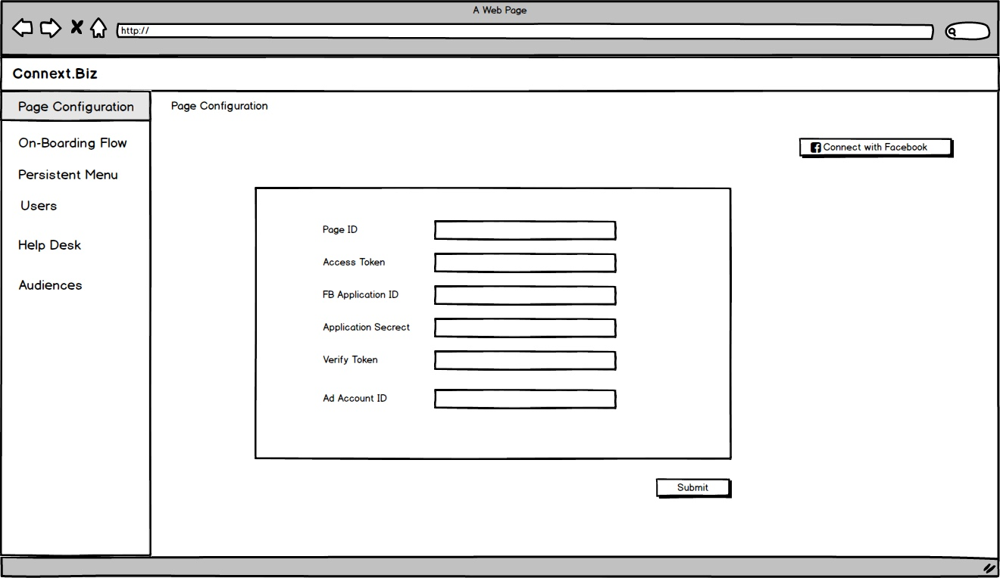 A Web Page
http://
Connext.Biz
Page Configuration
On-Boarding Flow
Persistent Menu
Users
Help Desk
Audiences
Page Configuration
Connect with Facebook
Page ID
Access Token
FB Application ID
Application Secrect
Verify Token
Ad Account ID
Submit